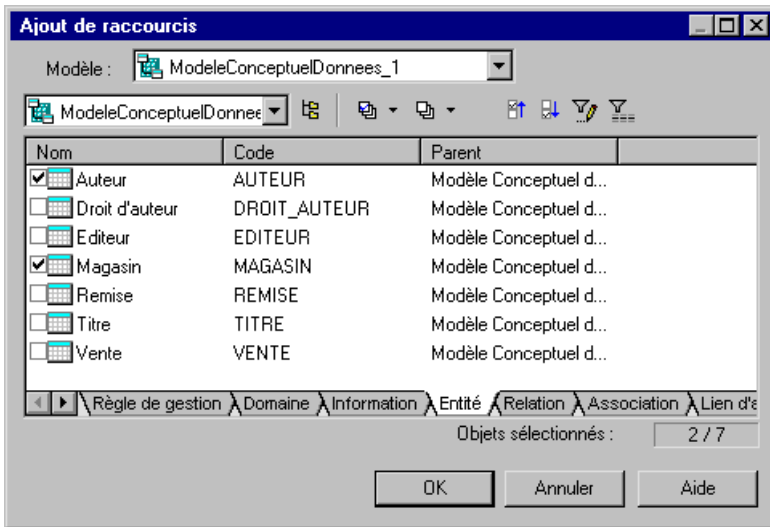 Ajout de raccourcis
Modèle : ModeleConceptuelDonnees_1
ModeleConceptuelDonnee
Nom Code Parent
Auteur AUTEUR Modèle Conceptuel d...
Droit d'auteur DROIT_AUTEUR Modèle Conceptuel d...
Editeur EDITEUR Modèle Conceptuel d...
Magasin MAGASIN Modèle Conceptuel d...
Remise REMISE Modèle Conceptuel d...
Titre TITRE Modèle Conceptuel d...
Vente VENTE Modèle Conceptuel d...
Règle de gestion Domaine Information Entité Relation Association Lien d'a
Objets sélectionnés : 2 / 7
OK Annuler Aide